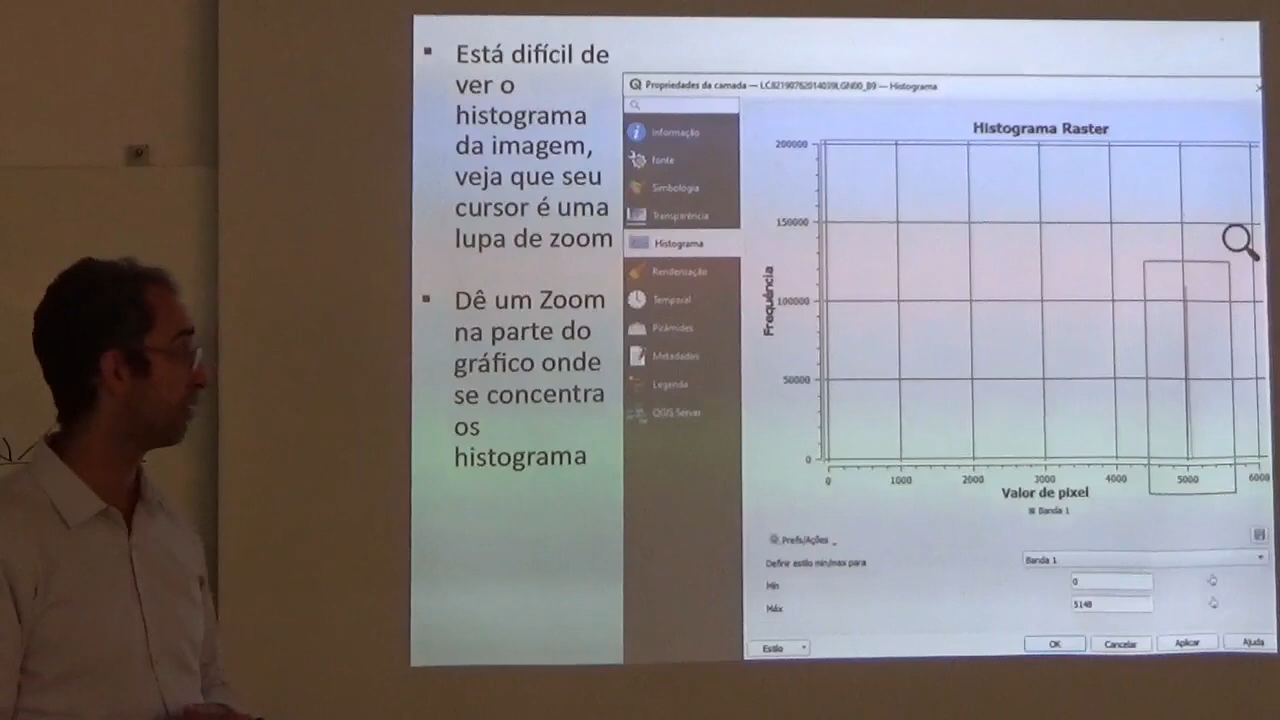 ▪ Está difícil de
ver o
histograma
da imagem,
veja que seu
cursor é uma
lupa de zoom
▪ Dê um Zoom
na parte do
gráfico onde
se concentra
os
histograma
Propriedades da camada — LC82190762014039LGN00_B9 — Histograma
Informação
Fonte
Simbologia
Transparência
Histograma
Renderização
Temporal
Pirâmides
Metadados
Legenda
QGIS Server
Histograma Raster
200000
150000
100000
50000
0
Frequência
0 1000 2000 3000 4000 5000 6000
Valor de pixel
Banda 1
Prefs/Ações
Definir estilo min/max para
Banda 1
Min
0
Máx
5148
Estilo
OK
Cancelar
Aplicar
Ajuda